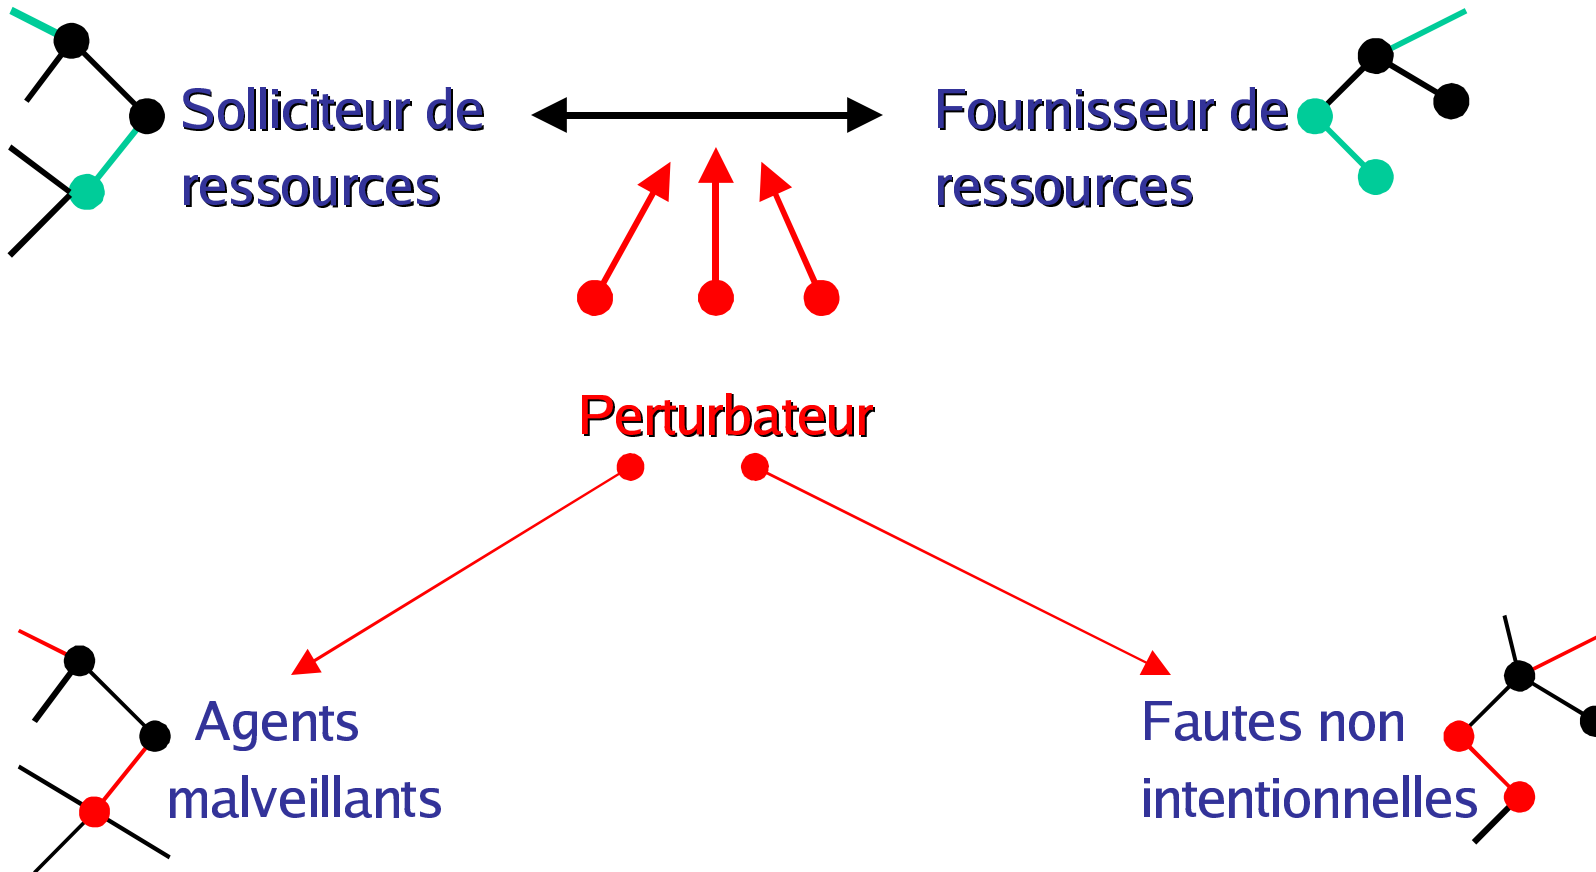 Solliciteur de
ressources
Fournisseur de
ressources
Perturbateur
Agents
malveillants
Fautes non
intentionnelles